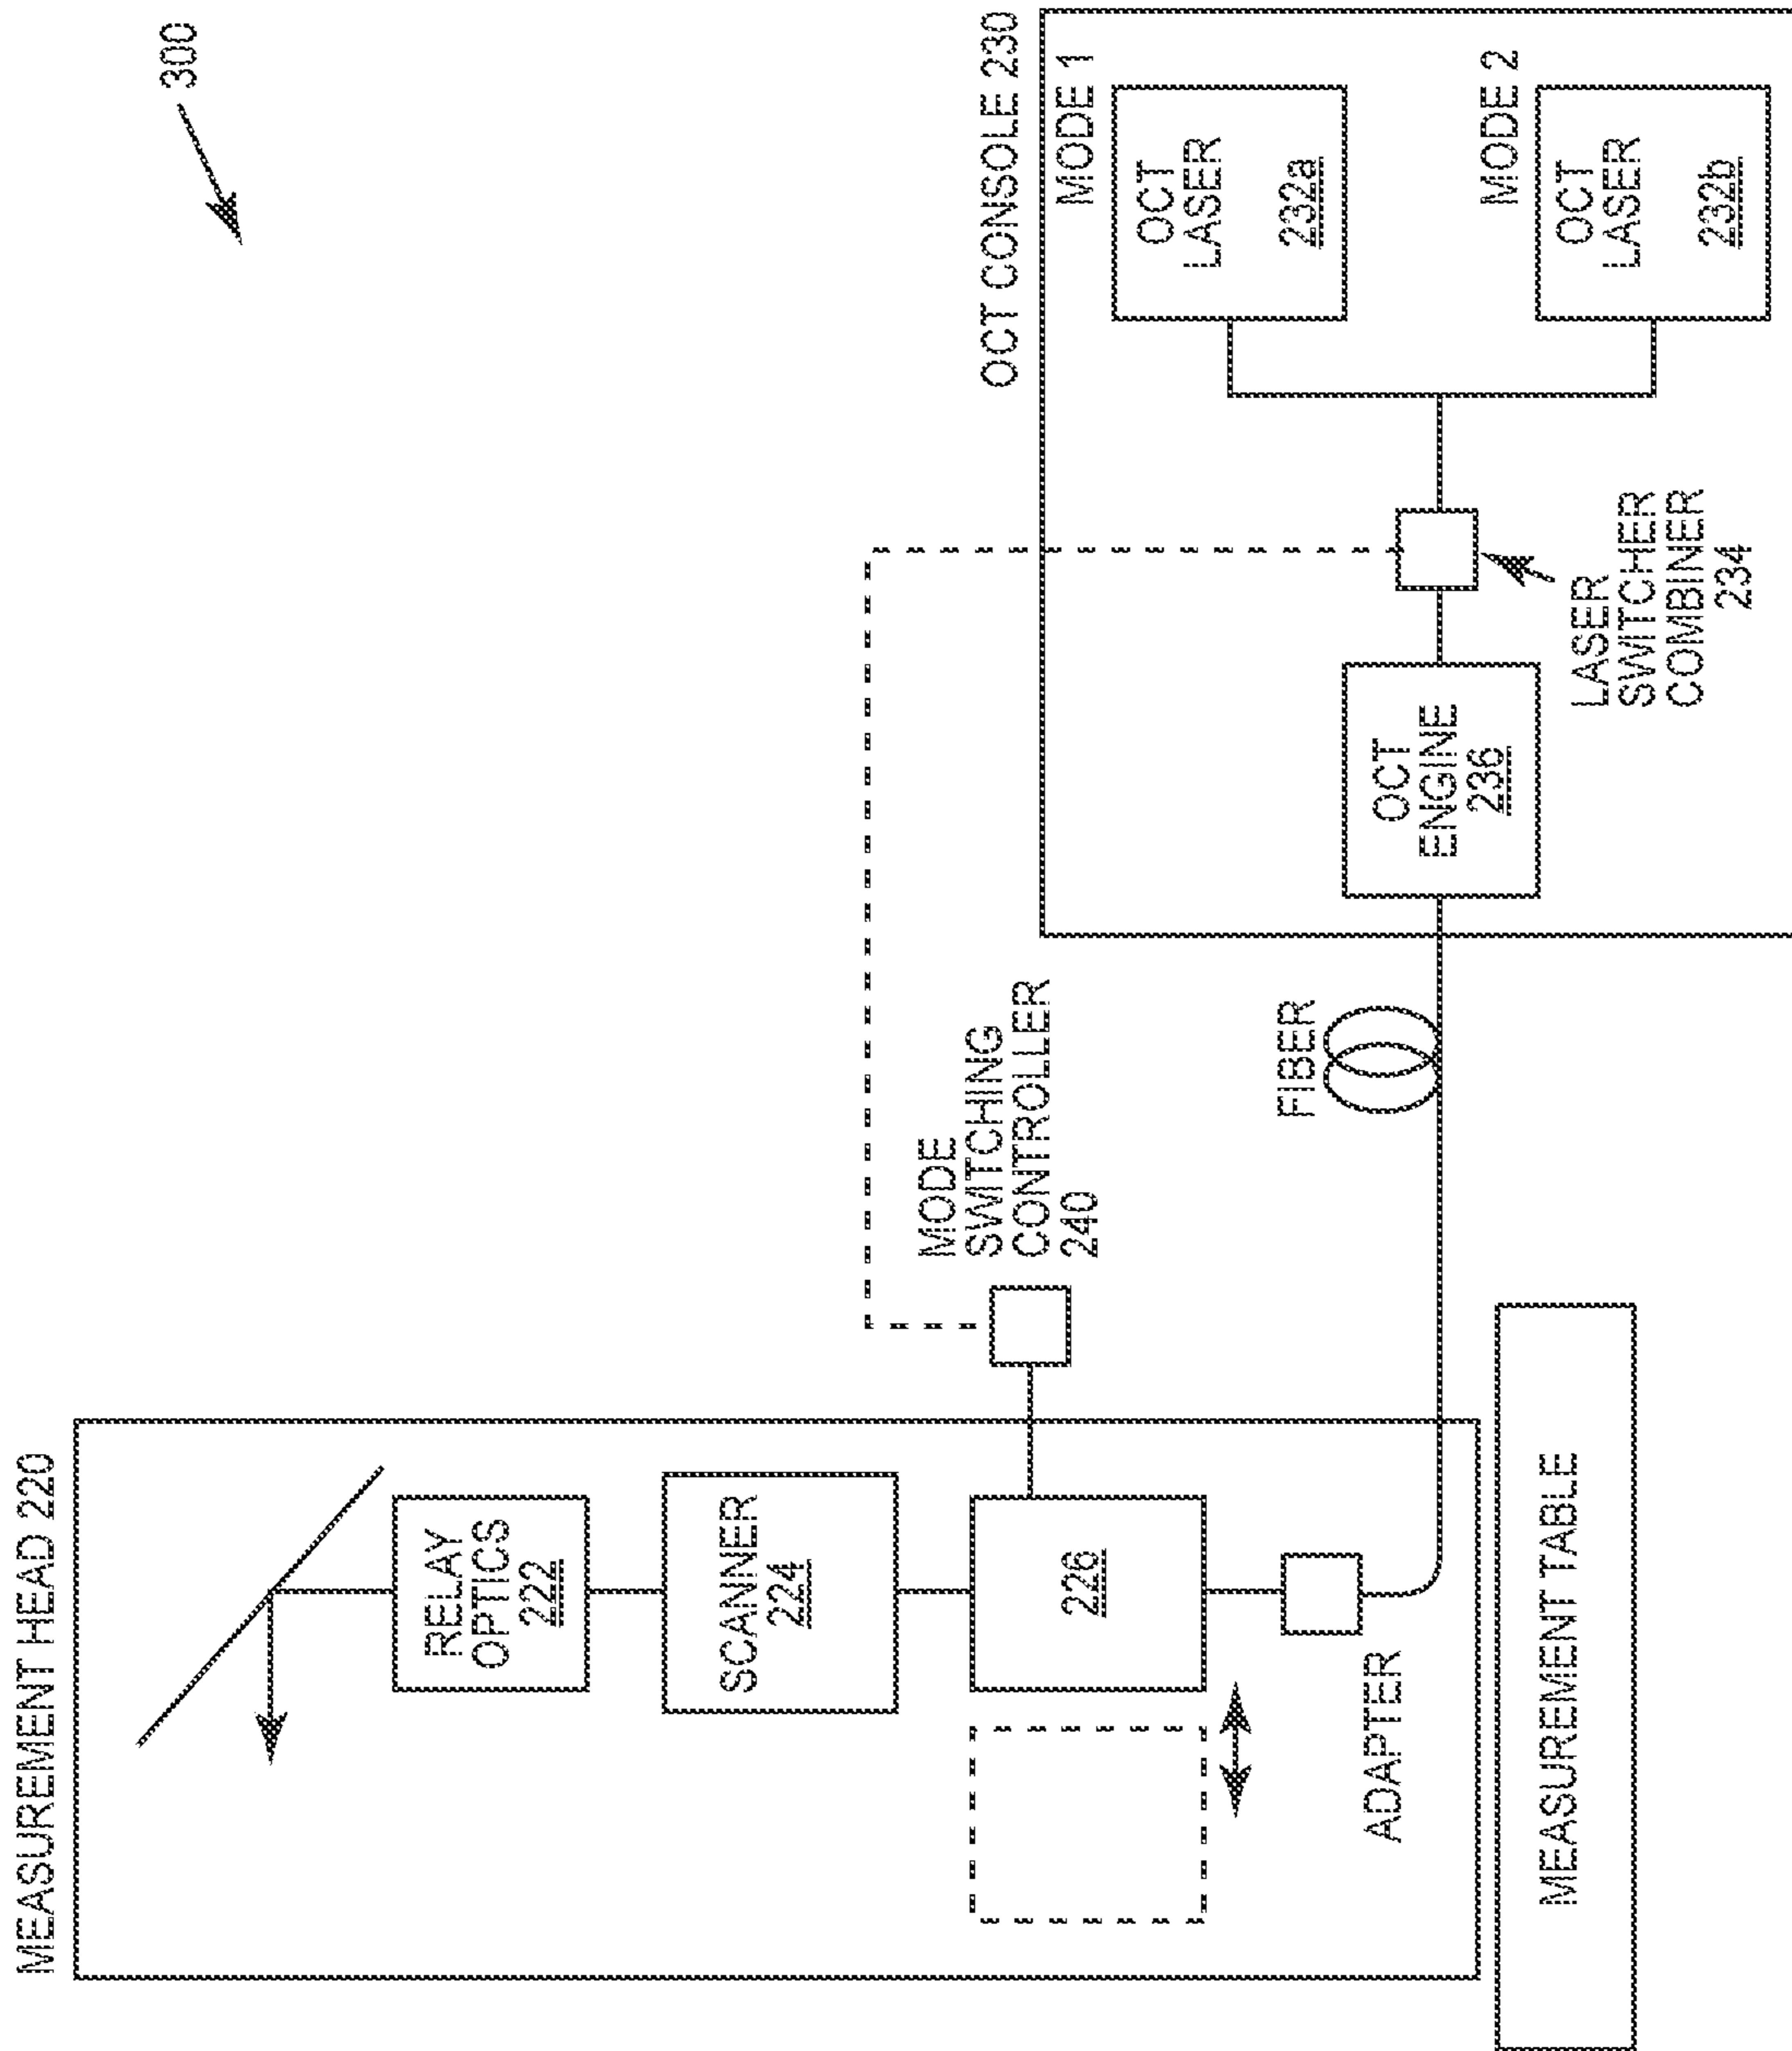 300
MEASUREMENT HEAD 220
RELAY
OPTICS
222
SCANNER
224
226
ADAPTER
MEASUREMENT TABLE
MODE
SWITCHING
CONTROLLER
240
FIBER
OCT CONSOLE 230
MODE 1
OCT
LASER
232a
MODE 2
OCT
LASER
232b
OCT
ENGINE
236
LASER
SWITCHER
COMBINER
234